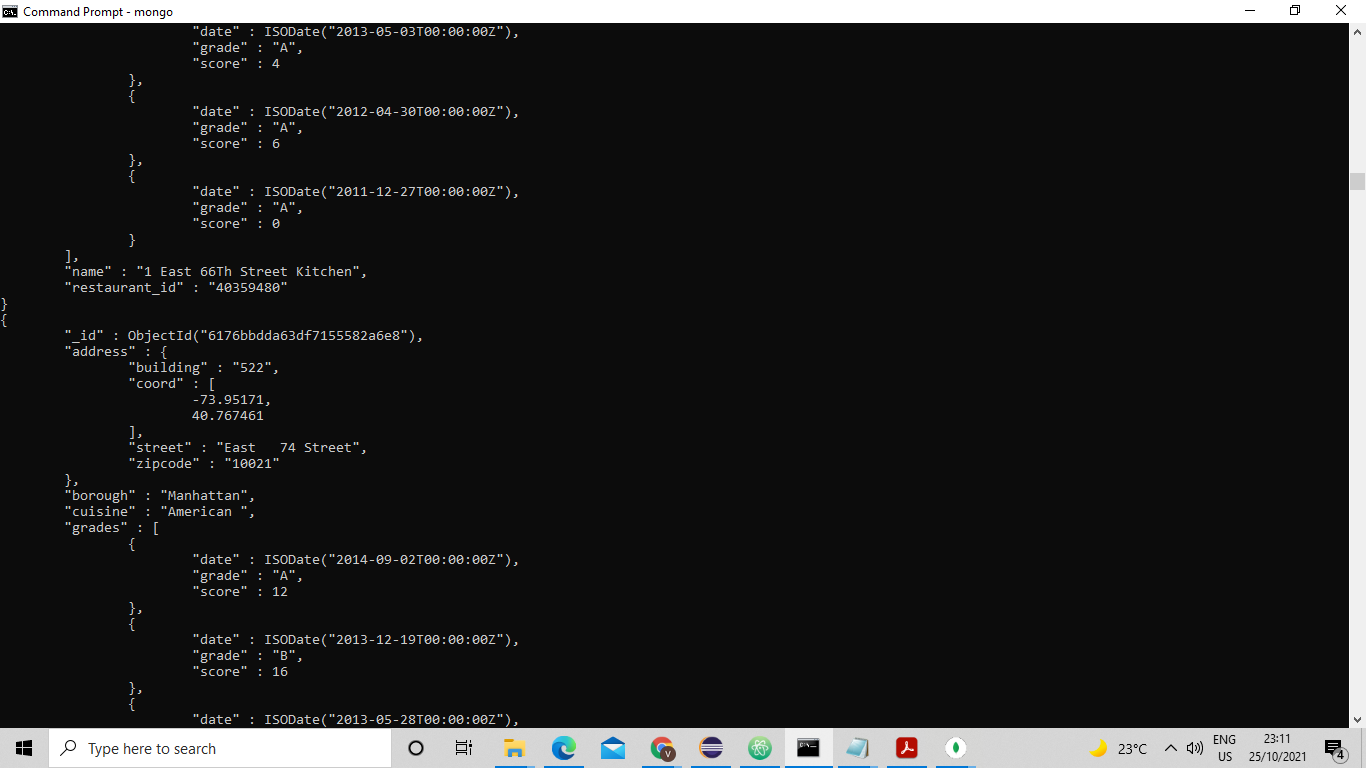 Command Prompt - mongo
"date" : ISODate("2013-05-03T00:00:00Z"),
"grade" : "A",
"score" : 4
},
{
"date" : ISODate("2012-04-30T00:00:00Z"),
"grade" : "A",
"score" : 6
},
{
"date" : ISODate("2011-12-27T00:00:00Z"),
"grade" : "A",
"score" : 0
}
],
"name" : "1 East 66Th Street Kitchen",
"restaurant_id" : "40359480"
}
{
"_id" : ObjectId("6176bbdda63df7155582a6e8"),
"address" : {
"building" : "522",
"coord" : [
-73.95171,
40.767461
],
"street" : "East   74 Street",
"zipcode" : "10021"
},
"borough" : "Manhattan",
"cuisine" : "American ",
"grades" : [
{
"date" : ISODate("2014-09-02T00:00:00Z"),
"grade" : "A",
"score" : 12
},
{
"date" : ISODate("2013-12-19T00:00:00Z"),
"grade" : "B",
"score" : 16
},
{
"date" : ISODate("2013-05-28T00:00:00Z"),
Type here to search
23°C
ENG
US
23:11
25/10/2021
4